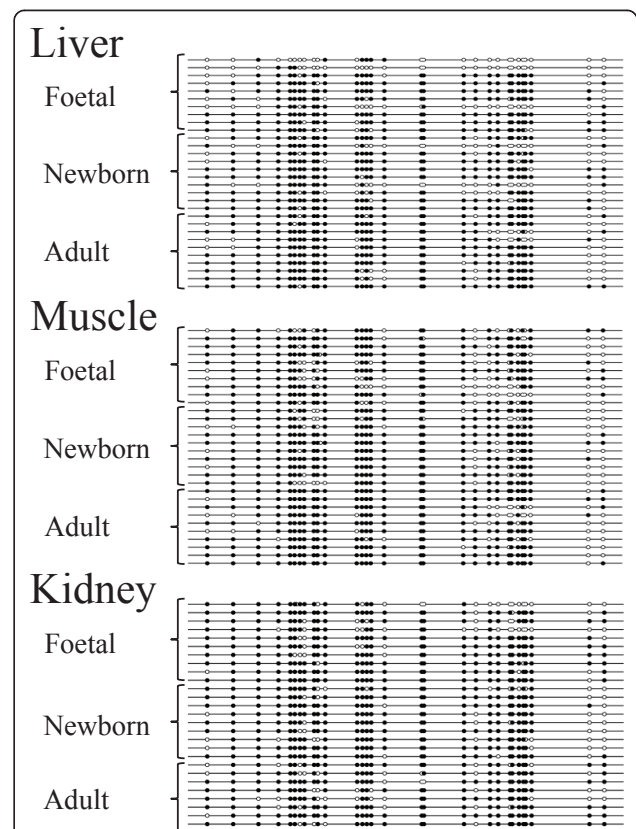 Liver
Foetal
Newborn
Adult
Muscle
Foetal
Newborn
Adult
Kidney
Foetal
Newborn
Adult